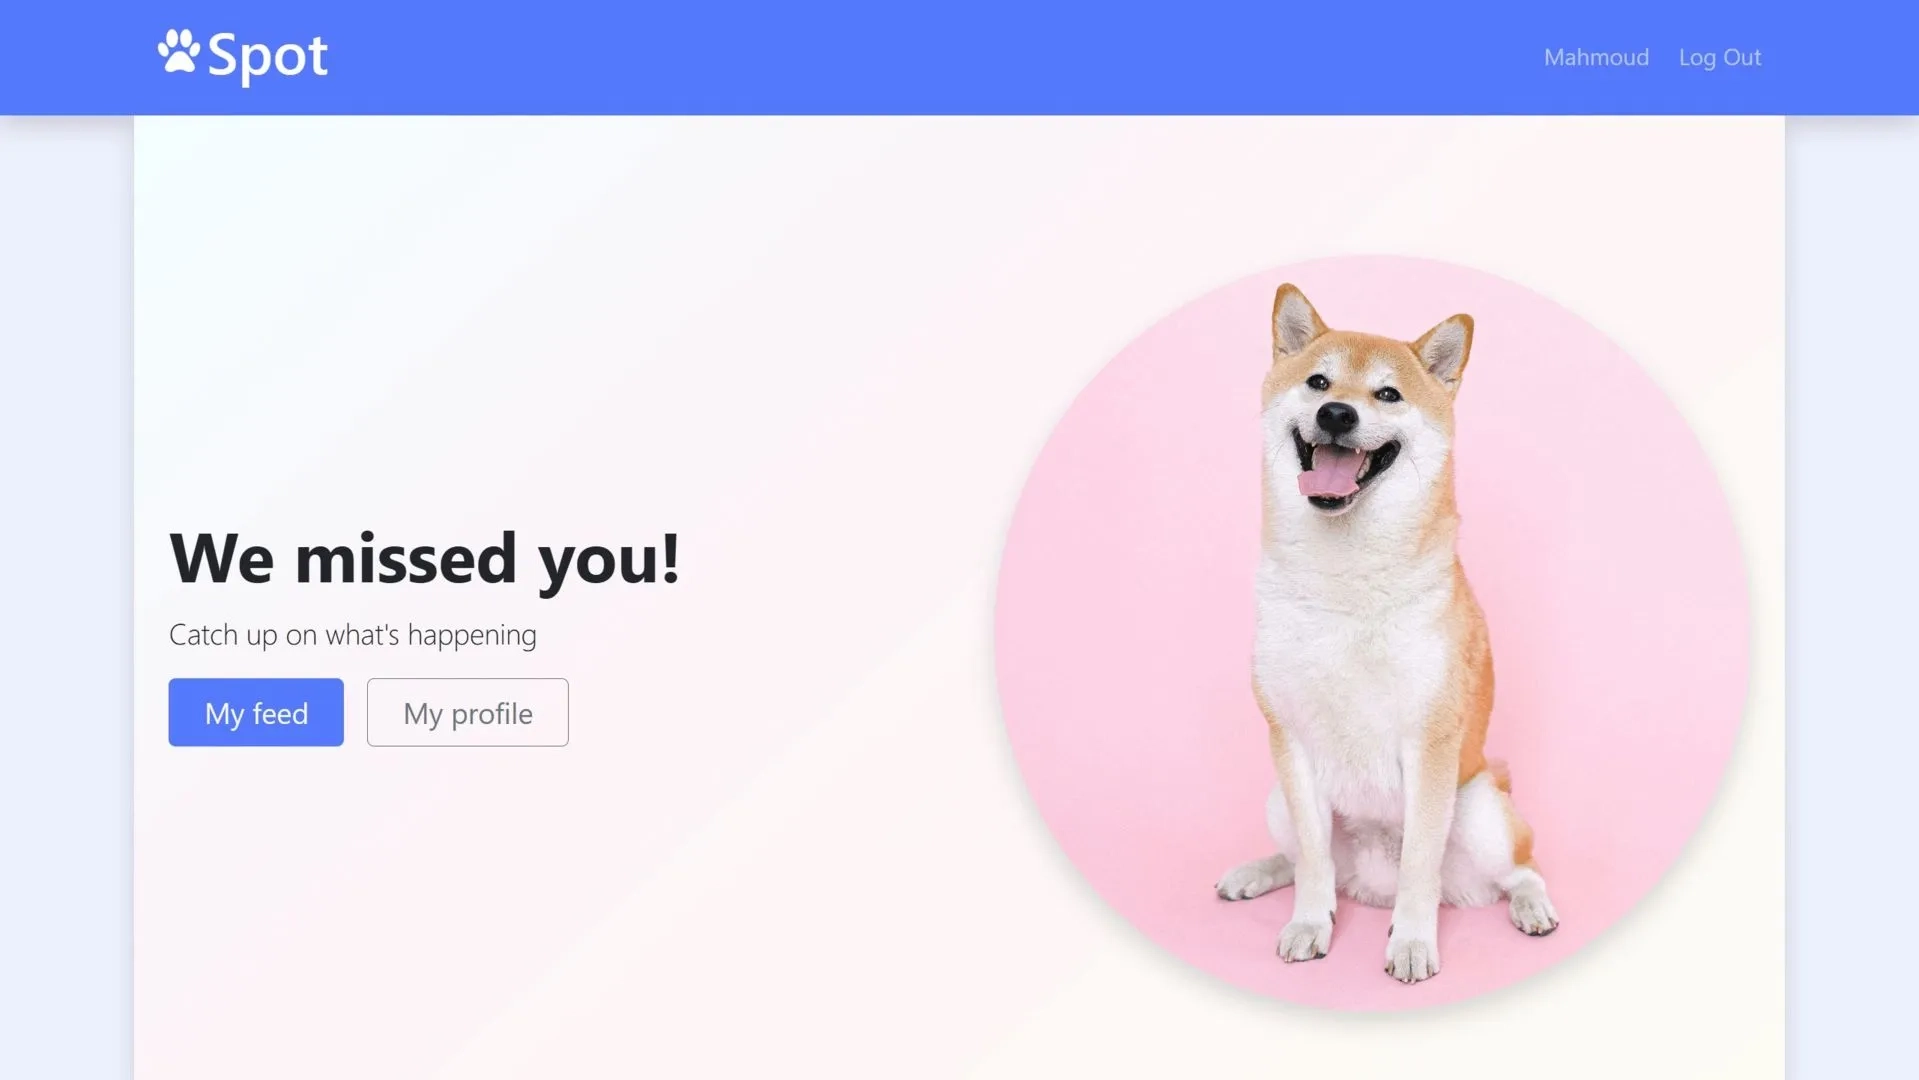 Spot
Mahmoud
Log Out
We missed you!
Catch up on what's happening
My feed
My profile